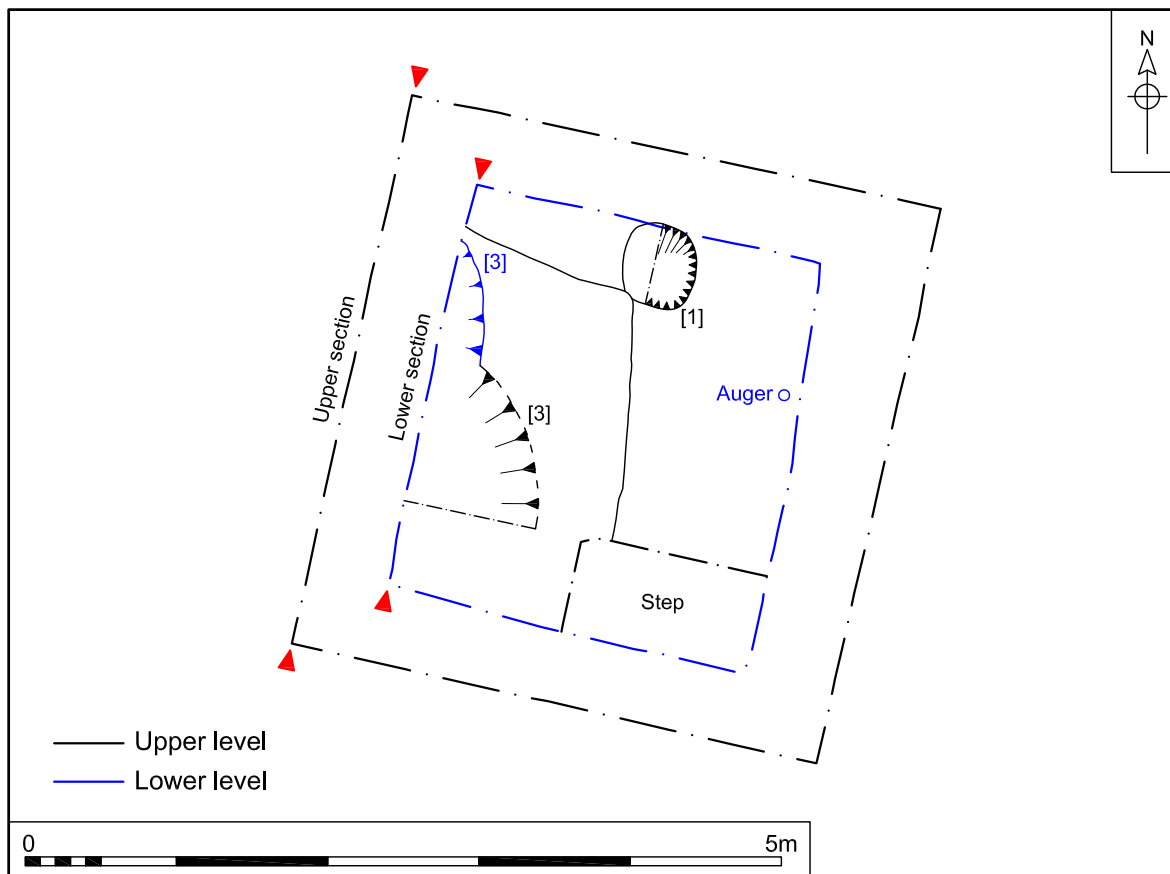 N
[3]
[1]
Upper section
Lower section
Auger
[3]
Step
Upper level
Lower level
0
5m